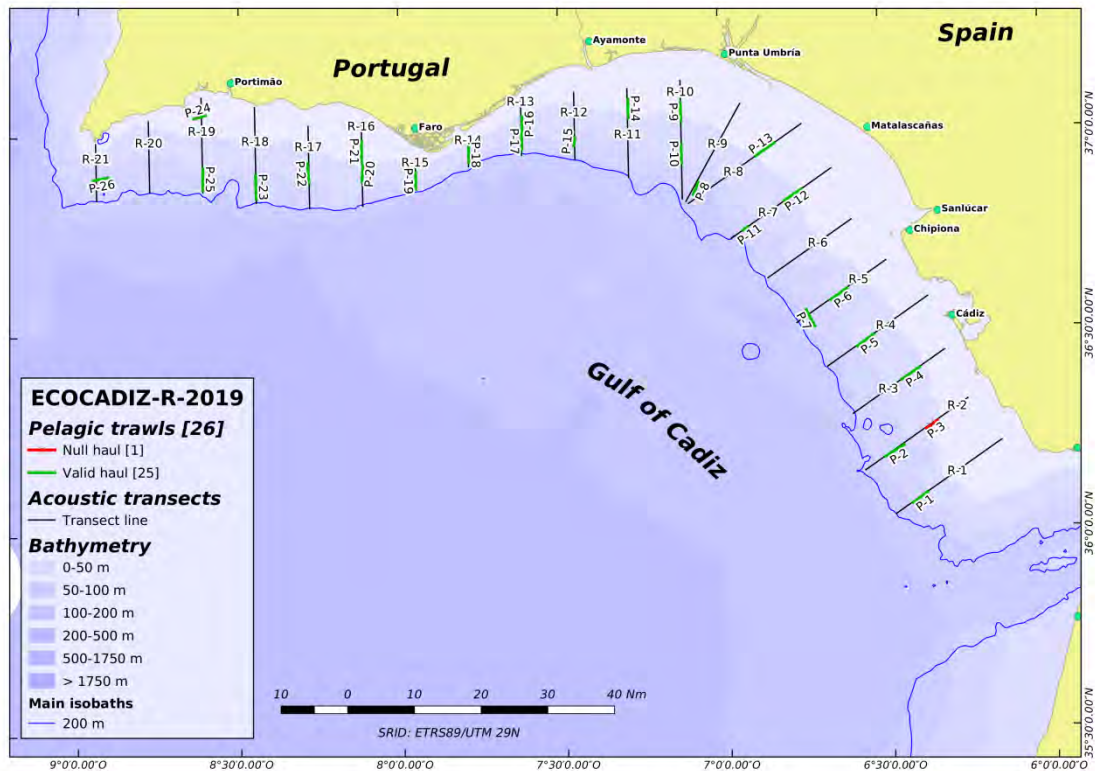 Spain
Portugal
Ayamonte
Punta Umbría
Portimão
Faro
Matalascañas
Sanlúcar
Chipiona
Cádiz
Gulf of Cadiz
R-21
R-20
R-19
R-18
R-17
R-16
R-15
R-14
R-13
R-12
R-11
R-10
R-9
R-8
R-7
R-6
R-5
R-4
R-3
R-2
R-1
P-26
P-24
P-25
P-23
P-22
P-21
P-20
P-19
P-18
P-17
P-16
P-15
P-14
P-9
P-10
P-8
P-13
P-12
P-11
P-6
P-7
P-5
P-4
P-3
P-2
P-1
ECOCADIZ-R-2019
Pelagic trawls [26]
Null haul [1]
Valid haul [25]
Acoustic transects
Transect line
Bathymetry
0-50 m
50-100 m
100-200 m
200-500 m
500-1750 m
> 1750 m
Main isobaths
200 m
10 0 10 20 30 40 Nm
SRID: ETRS89/UTM 29N
37°0'0.00"N
36°30'0.00"N
36°0'0.00"N
35°30'0.00"N
9°0'0.00"O
8°30'0.00"O
8°0'0.00"O
7°30'0.00"O
7°0'0.00"O
6°30'0.00"O
6°0'0.00"O